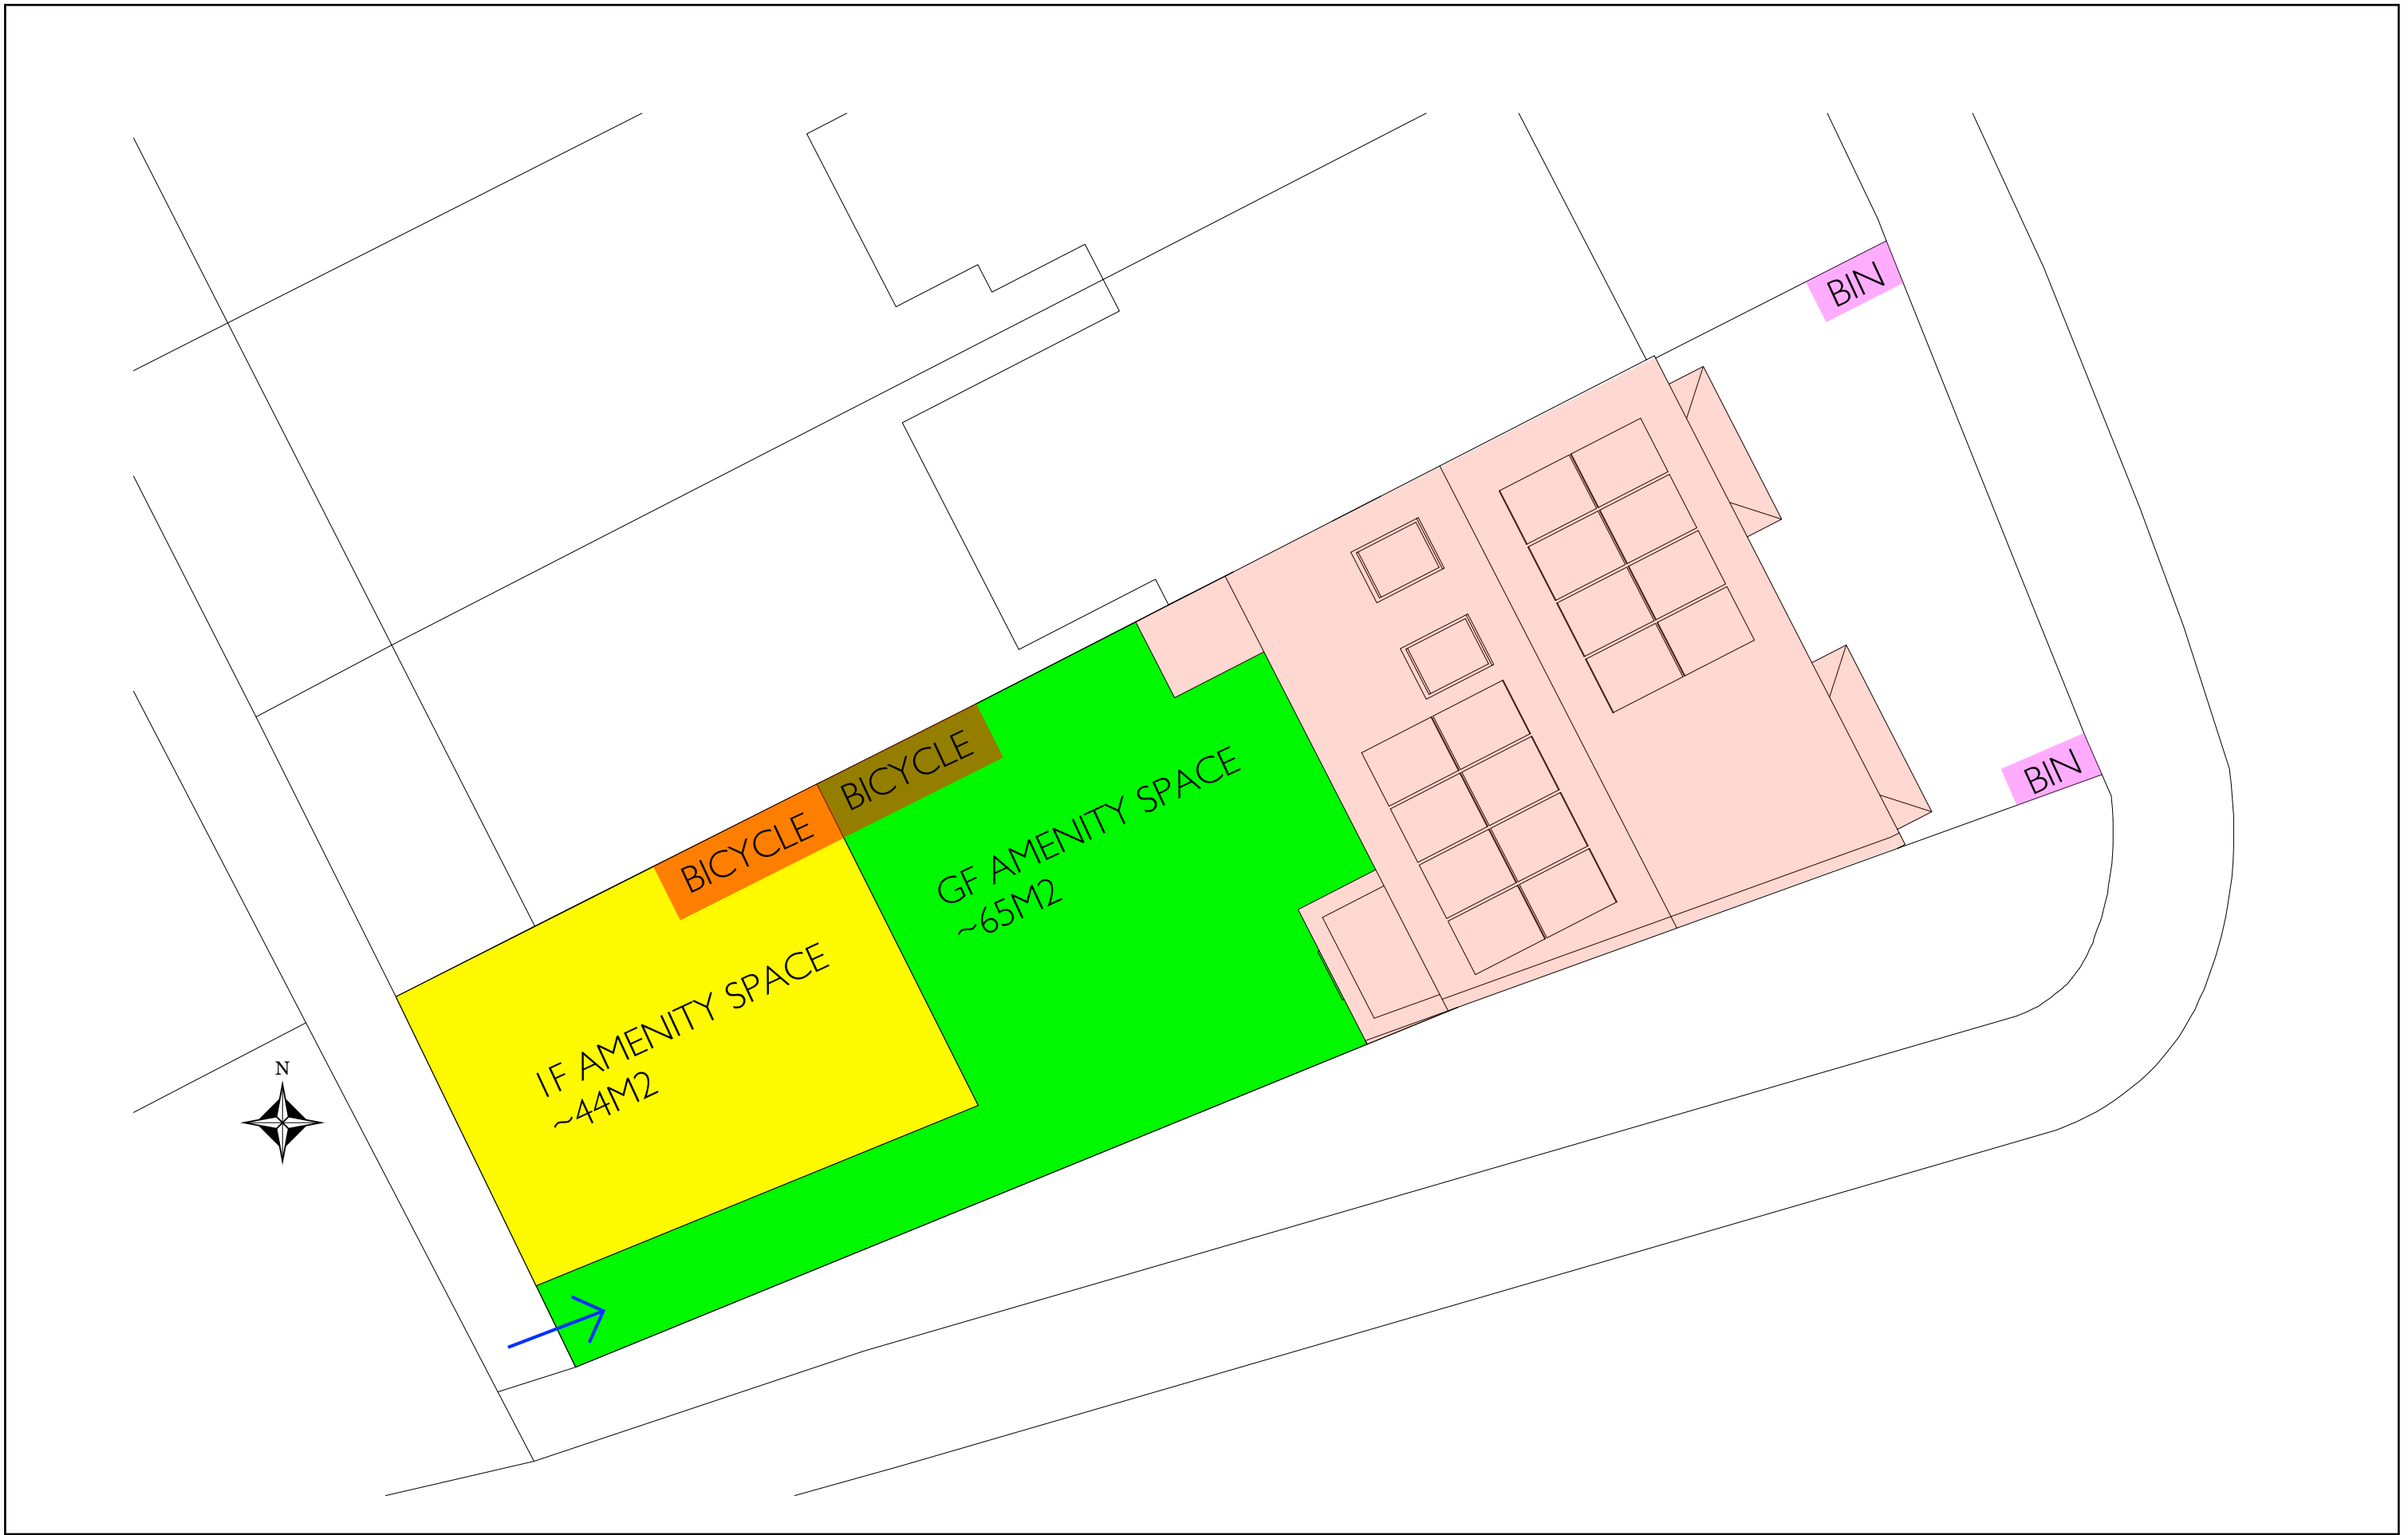 BIN
BIN
BICYCLE
BICYCLE
GF AMENITY SPACE
~65M2
1F AMENITY SPACE
~44M2
N